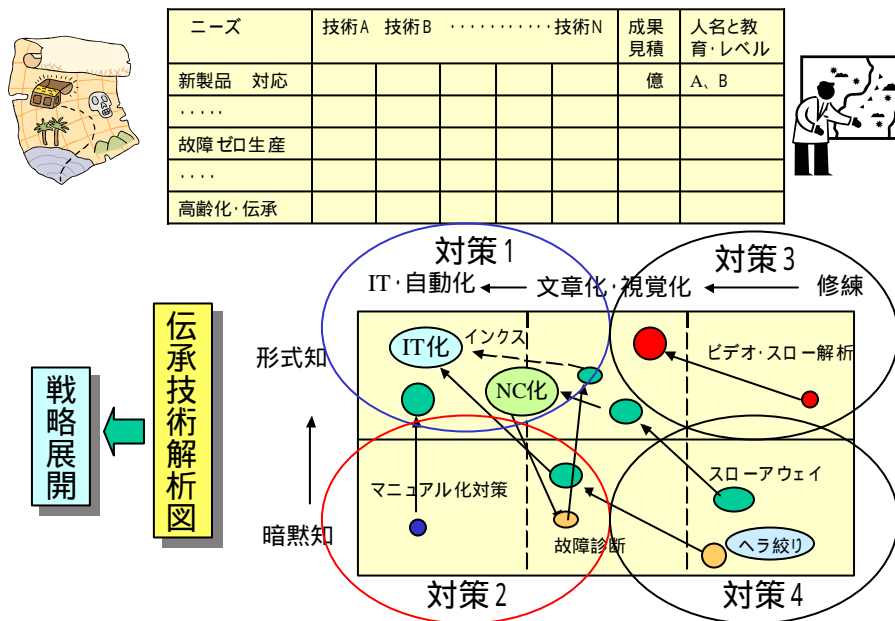 ニーズ 技術A 技術B ‥‥‥‥‥‥技術N 成果見積 人名と教育・レベル
新製品 対応 億 A、B
‥‥‥
故障ゼロ生産
‥‥
高齢化・伝承
対策1
対策3
IT・自動化
文章化・視覚化
修練
形式知
暗黙知
IT化
インクス
NC化
ビデオ・スロー解析
マニュアル化対策
故障診断
スローアウェイ
ヘラ絞り
対策2
対策4
伝承技術解析図
戦略展開